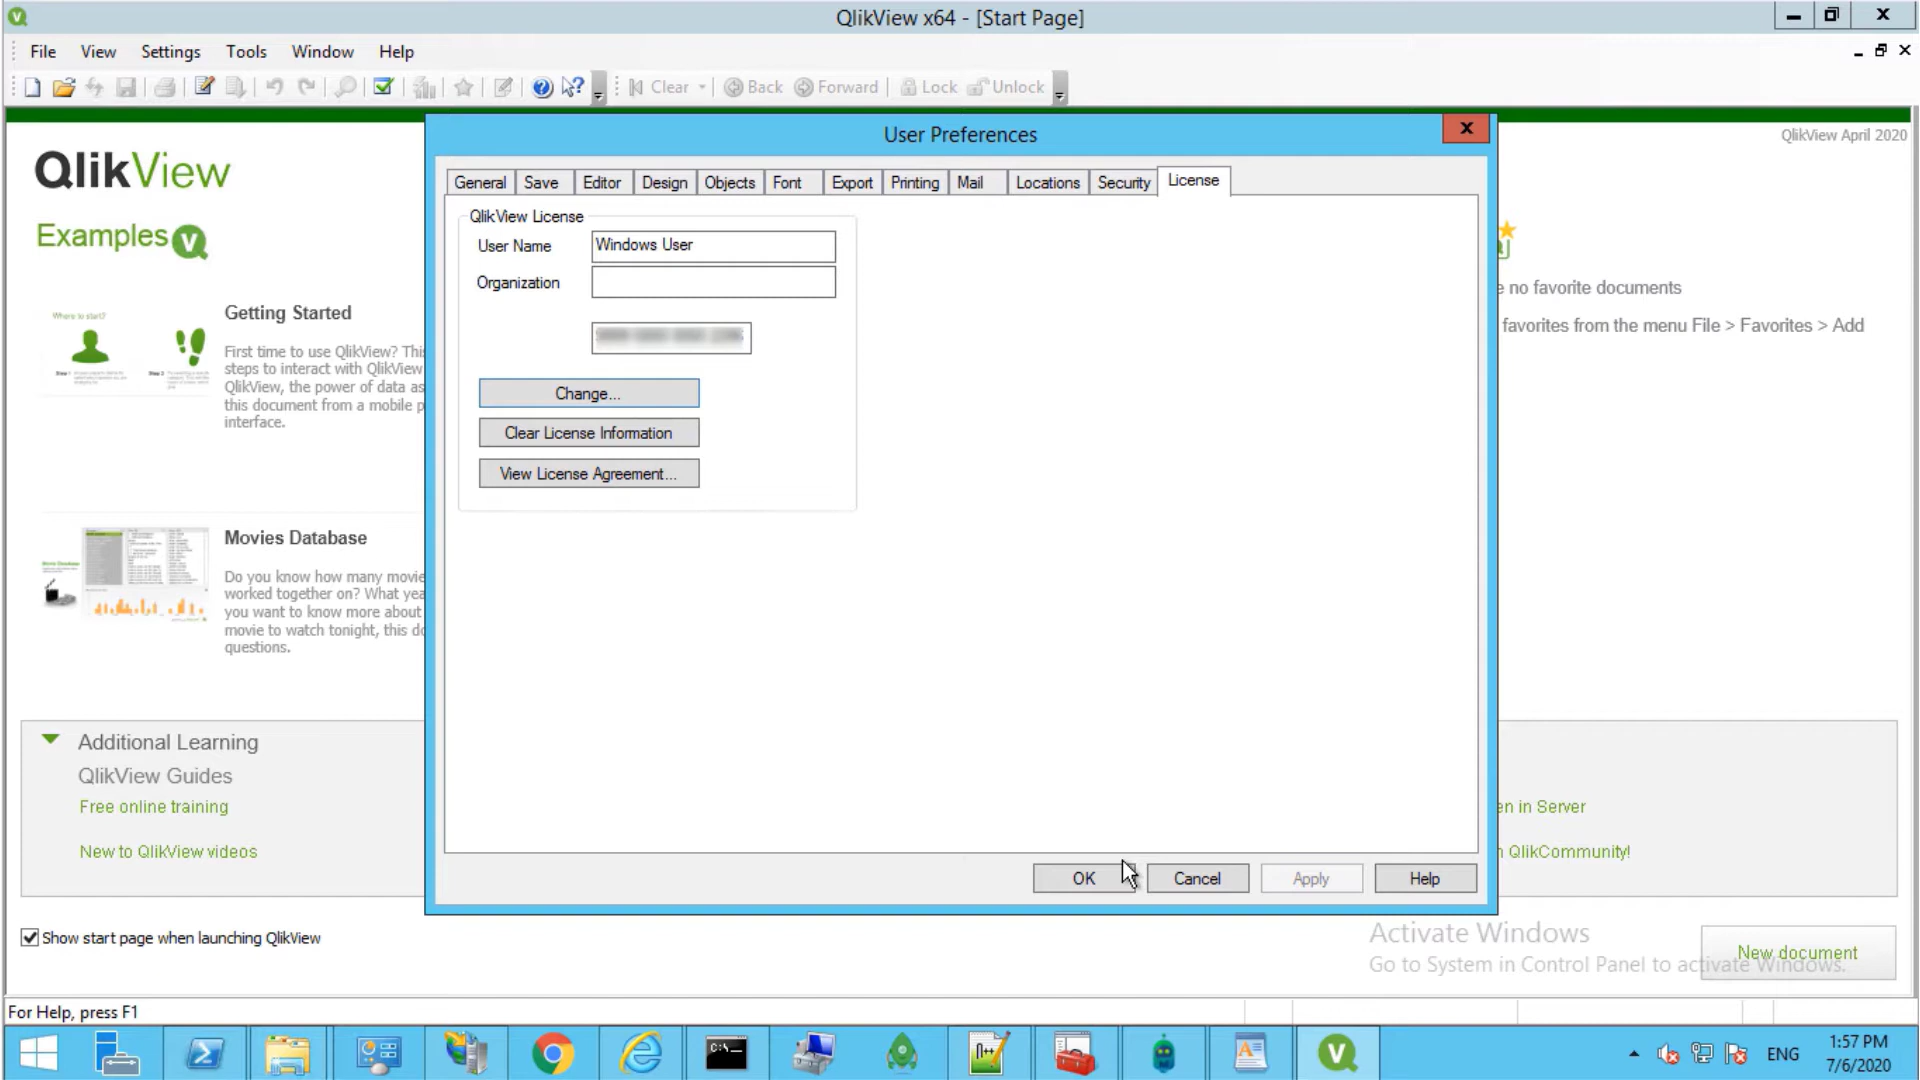 QlikView x64 - [Start Page]
File View Settings Tools Window Help
Clear Back Forward Lock Unlock
QlikView April 2020
QlikView
Examples
Where to start?
Getting Started
First time to use QlikView? This
steps to interact with QlikView
QlikView, the power of data as
this document from a mobile p
interface.
Movies Database
Do you know how many movie
worked together on? What yea
you want to know more about
movie to watch tonight, this do
questions.
Additional Learning
QlikView Guides
Free online training
New to QlikView videos
Show start page when launching QlikView
User Preferences
General Save Editor Design Objects Font Export Printing Mail Locations Security License
QlikView License
User Name Windows User
Organization
Change...
Clear License Information
View License Agreement...
OK Cancel Apply Help
e no favorite documents
favorites from the menu File > Favorites > Add
en in Server
n QlikCommunity!
Activate Windows
Go to System in Control Panel to activate Windows.
New document
For Help, press F1
ENG
1:57 PM
7/6/2020